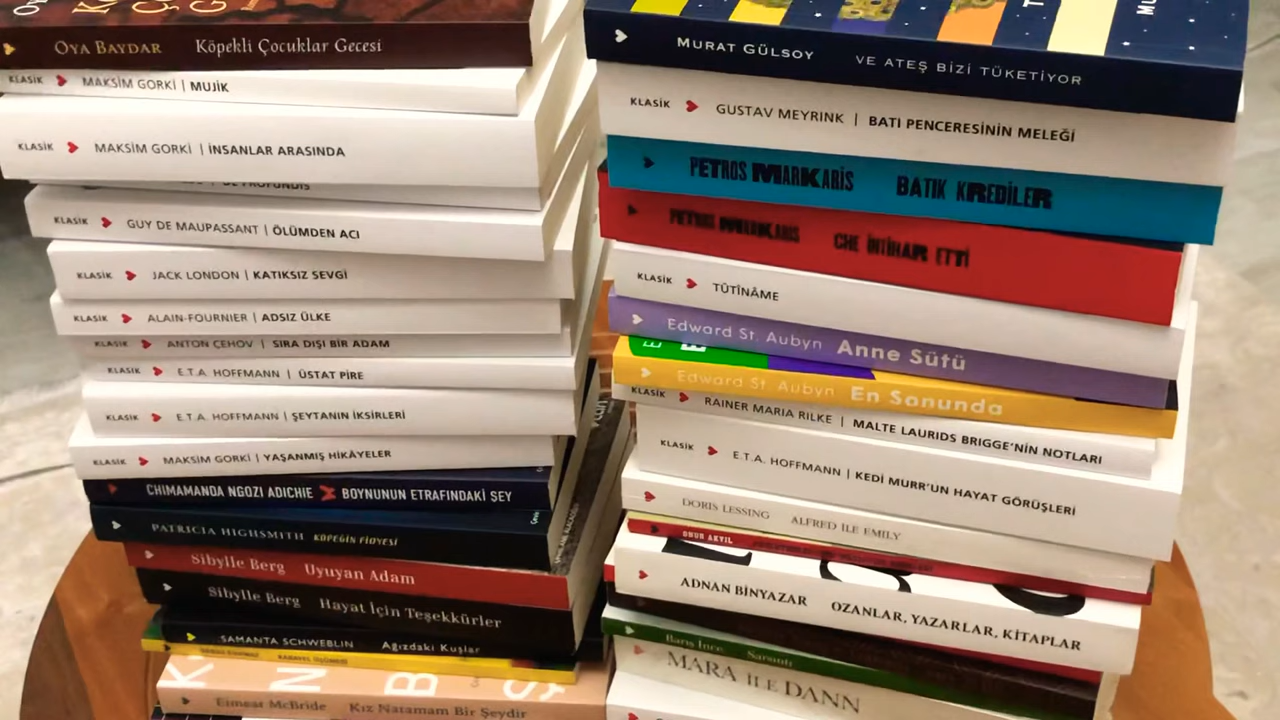 OYA BAYDAR Köpekli Çocuklar Gecesi
KLASİK MAKSİM GORKİ | MUJİK
KLASİK MAKSİM GORKİ | İNSANLAR ARASINDA
DE PROFUNDIS
KLASİK GUY DE MAUPASSANT | ÖLÜMDEN ACI
KLASİK JACK LONDON | KATIKSIZ SEVGİ
KLASİK ALAIN-FOURNIER | ADSIZ ÜLKE
KLASİK ANTON ÇEHOV | SIRA DIŞI BİR ADAM
KLASİK E.T.A. HOFFMANN | ÜSTAT PİRE
KLASİK E.T.A. HOFFMANN | ŞEYTANIN İKSİRLERİ
KLASİK MAKSİM GORKİ | YAŞANMIŞ HİKÂYELER
CHIMAMANDA NGOZI ADICHIE BOYNUNUN ETRAFINDAKİ ŞEY
PATRICIA HIGHSMITH KÖPEĞİN FİDYESİ
Sibylle Berg Uyuyan Adam
Sibylle Berg Hayat İçin Teşekkürler
SAMANTA SCHWEBLIN Ağızdaki Kuşlar
Eimear McBride Kız Natamam Bir Şeydir
MURAT GÜLSOY VE ATEŞ BİZİ TÜKETİYOR
KLASİK GUSTAV MEYRINK | BATI PENCERESİNİN MELEĞİ
PETROS MARKARİS BATIK KREDİLER
PETROS MARKARİS CHE İNTİHAR ETTİ
KLASİK TÛTÎNÂME
Edward St. Aubyn Anne Sütü
Edward St. Aubyn En Sonunda
KLASİK RAINER MARIA RILKE | MALTE LAURIDS BRIGGE'NİN NOTLARI
KLASİK E.T.A. HOFFMANN | KEDİ MURR'UN HAYAT GÖRÜŞLERİ
DORIS LESSING ALFRED İLE EMILY
ONUR AKYIL
ADNAN BİNYAZAR OZANLAR, YAZARLAR, KİTAPLAR
Barış İnce Sarsıntı
MARA İLE DANN